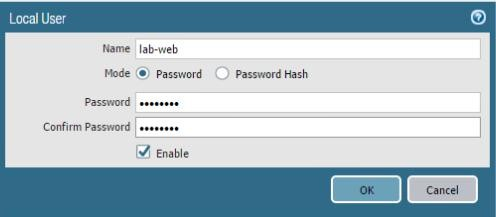 Local User
Name lab-web
Mode Password Password Hash
Password ••••••••
Confirm Password ••••••••
Enable
OK Cancel